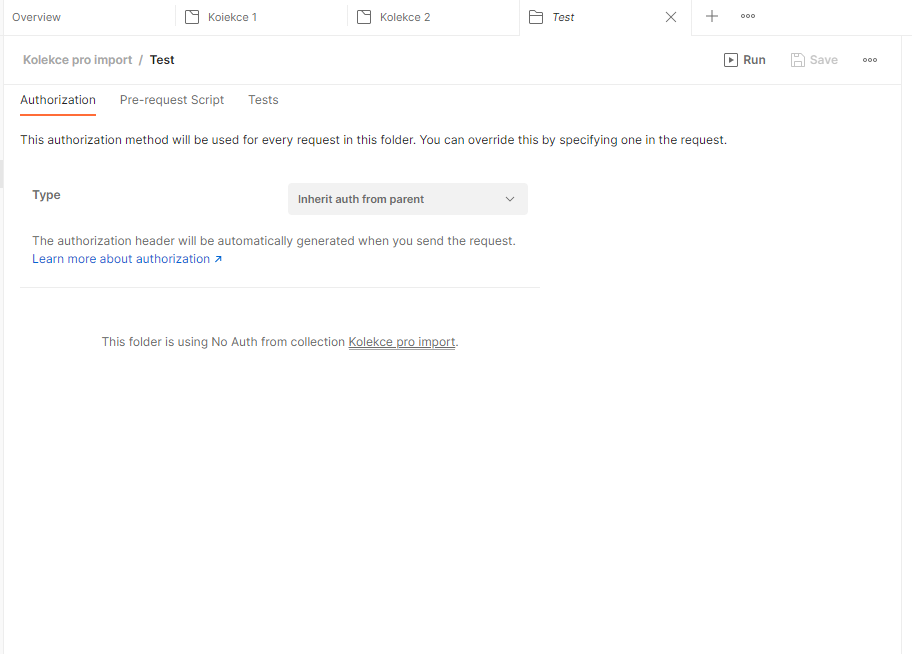 Overview Koiekce 1 Kolekce 2 Test
Kolekce pro import / Test Run Save
Authorization Pre-request Script Tests
This authorization method will be used for every request in this folder. You can override this by specifying one in the request.
Type Inherit auth from parent
The authorization header will be automatically generated when you send the request.
Learn more about authorization ↗
This folder is using No Auth from collection Kolekce pro import.